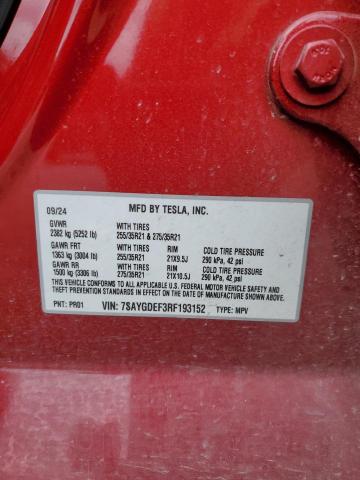 09/24 MFD BY TESLA, INC.
GVWR WITH TIRES
2382 kg (5252 lb) 255/35R21 & 275/35R21
GAWR FRT WITH TIRES RIM COLD TIRE PRESSURE
1363 kg (3004 lb) 255/35R21 21X9.5J 290 kPa, 42 psi
GAWR RR WITH TIRES RIM COLD TIRE PRESSURE
1500 kg (3306 lb) 275/35R21 21X10.5J 290 kPa, 42 psi
THIS VEHICLE CONFORMS TO ALL APPLICABLE U.S. FEDERAL MOTOR VEHICLE SAFETY AND
THEFT PREVENTION STANDARDS IN EFFECT ON THE DATE OF MANUFACTURE SHOWN ABOVE.
PNT: PR01 VIN: 7SAYGDEF3RF193152 TYPE: MPV